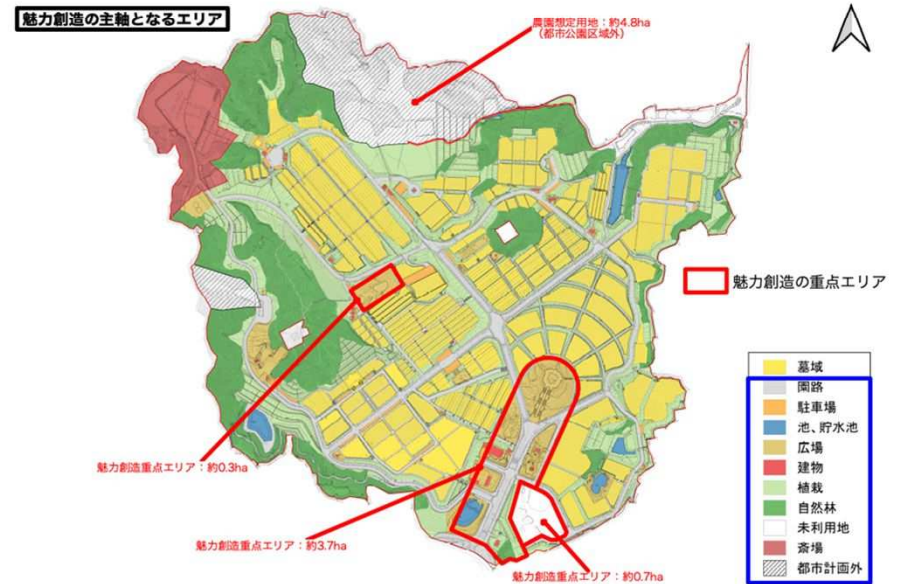 魅力創造の主軸となるエリア
農園想定用地：約4.8ha
（都市公園区域外）
魅力創造の重点エリア
墓域
園路
駐車場
池、貯水池
広場
建物
植栽
自然林
未利用地
斎場
都市計画外
魅力創造重点エリア：約0.3ha
魅力創造重点エリア：約3.7ha
魅力創造重点エリア：約0.7ha